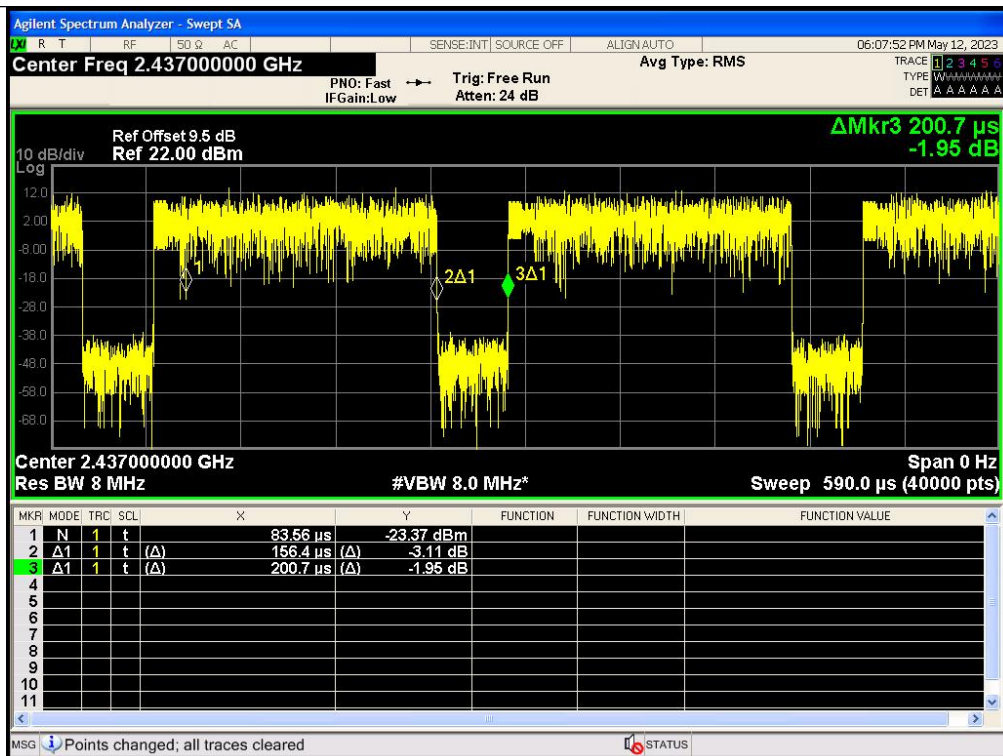 Agilent Spectrum Analyzer - Swept SA
LXI R T RF 50 Ω AC SENSE:INT SOURCE OFF ALIGN AUTO 06:07:52 PM May 12, 2023
Center Freq 2.437000000 GHz Avg Type: RMS TRACE 1 2 3 4 5 6
PNO: Fast Trig: Free Run TYPE
IFGain:Low Atten: 24 dB DET A A A A A A
ΔMkr3 200.7 µs
Ref Offset 9.5 dB
10 dB/div Ref 22.00 dBm -1.95 dB
Log
12.0
2.00
-8.00
-18.0
-28.0
-38.0
-48.0
-58.0
-68.0
1
2Δ1
3Δ1
Center 2.437000000 GHz Span 0 Hz
Res BW 8 MHz #VBW 8.0 MHz* Sweep 590.0 µs (40000 pts)
MKR MODE TRC SCL X Y FUNCTION FUNCTION WIDTH FUNCTION VALUE
1 N 1 t 83.56 µs -23.37 dBm
2 Δ1 1 t (Δ) 156.4 µs (Δ) -3.11 dB
3 Δ1 1 t (Δ) 200.7 µs (Δ) -1.95 dB
4
5
6
7
8
9
10
11
MSG Points changed; all traces cleared STATUS